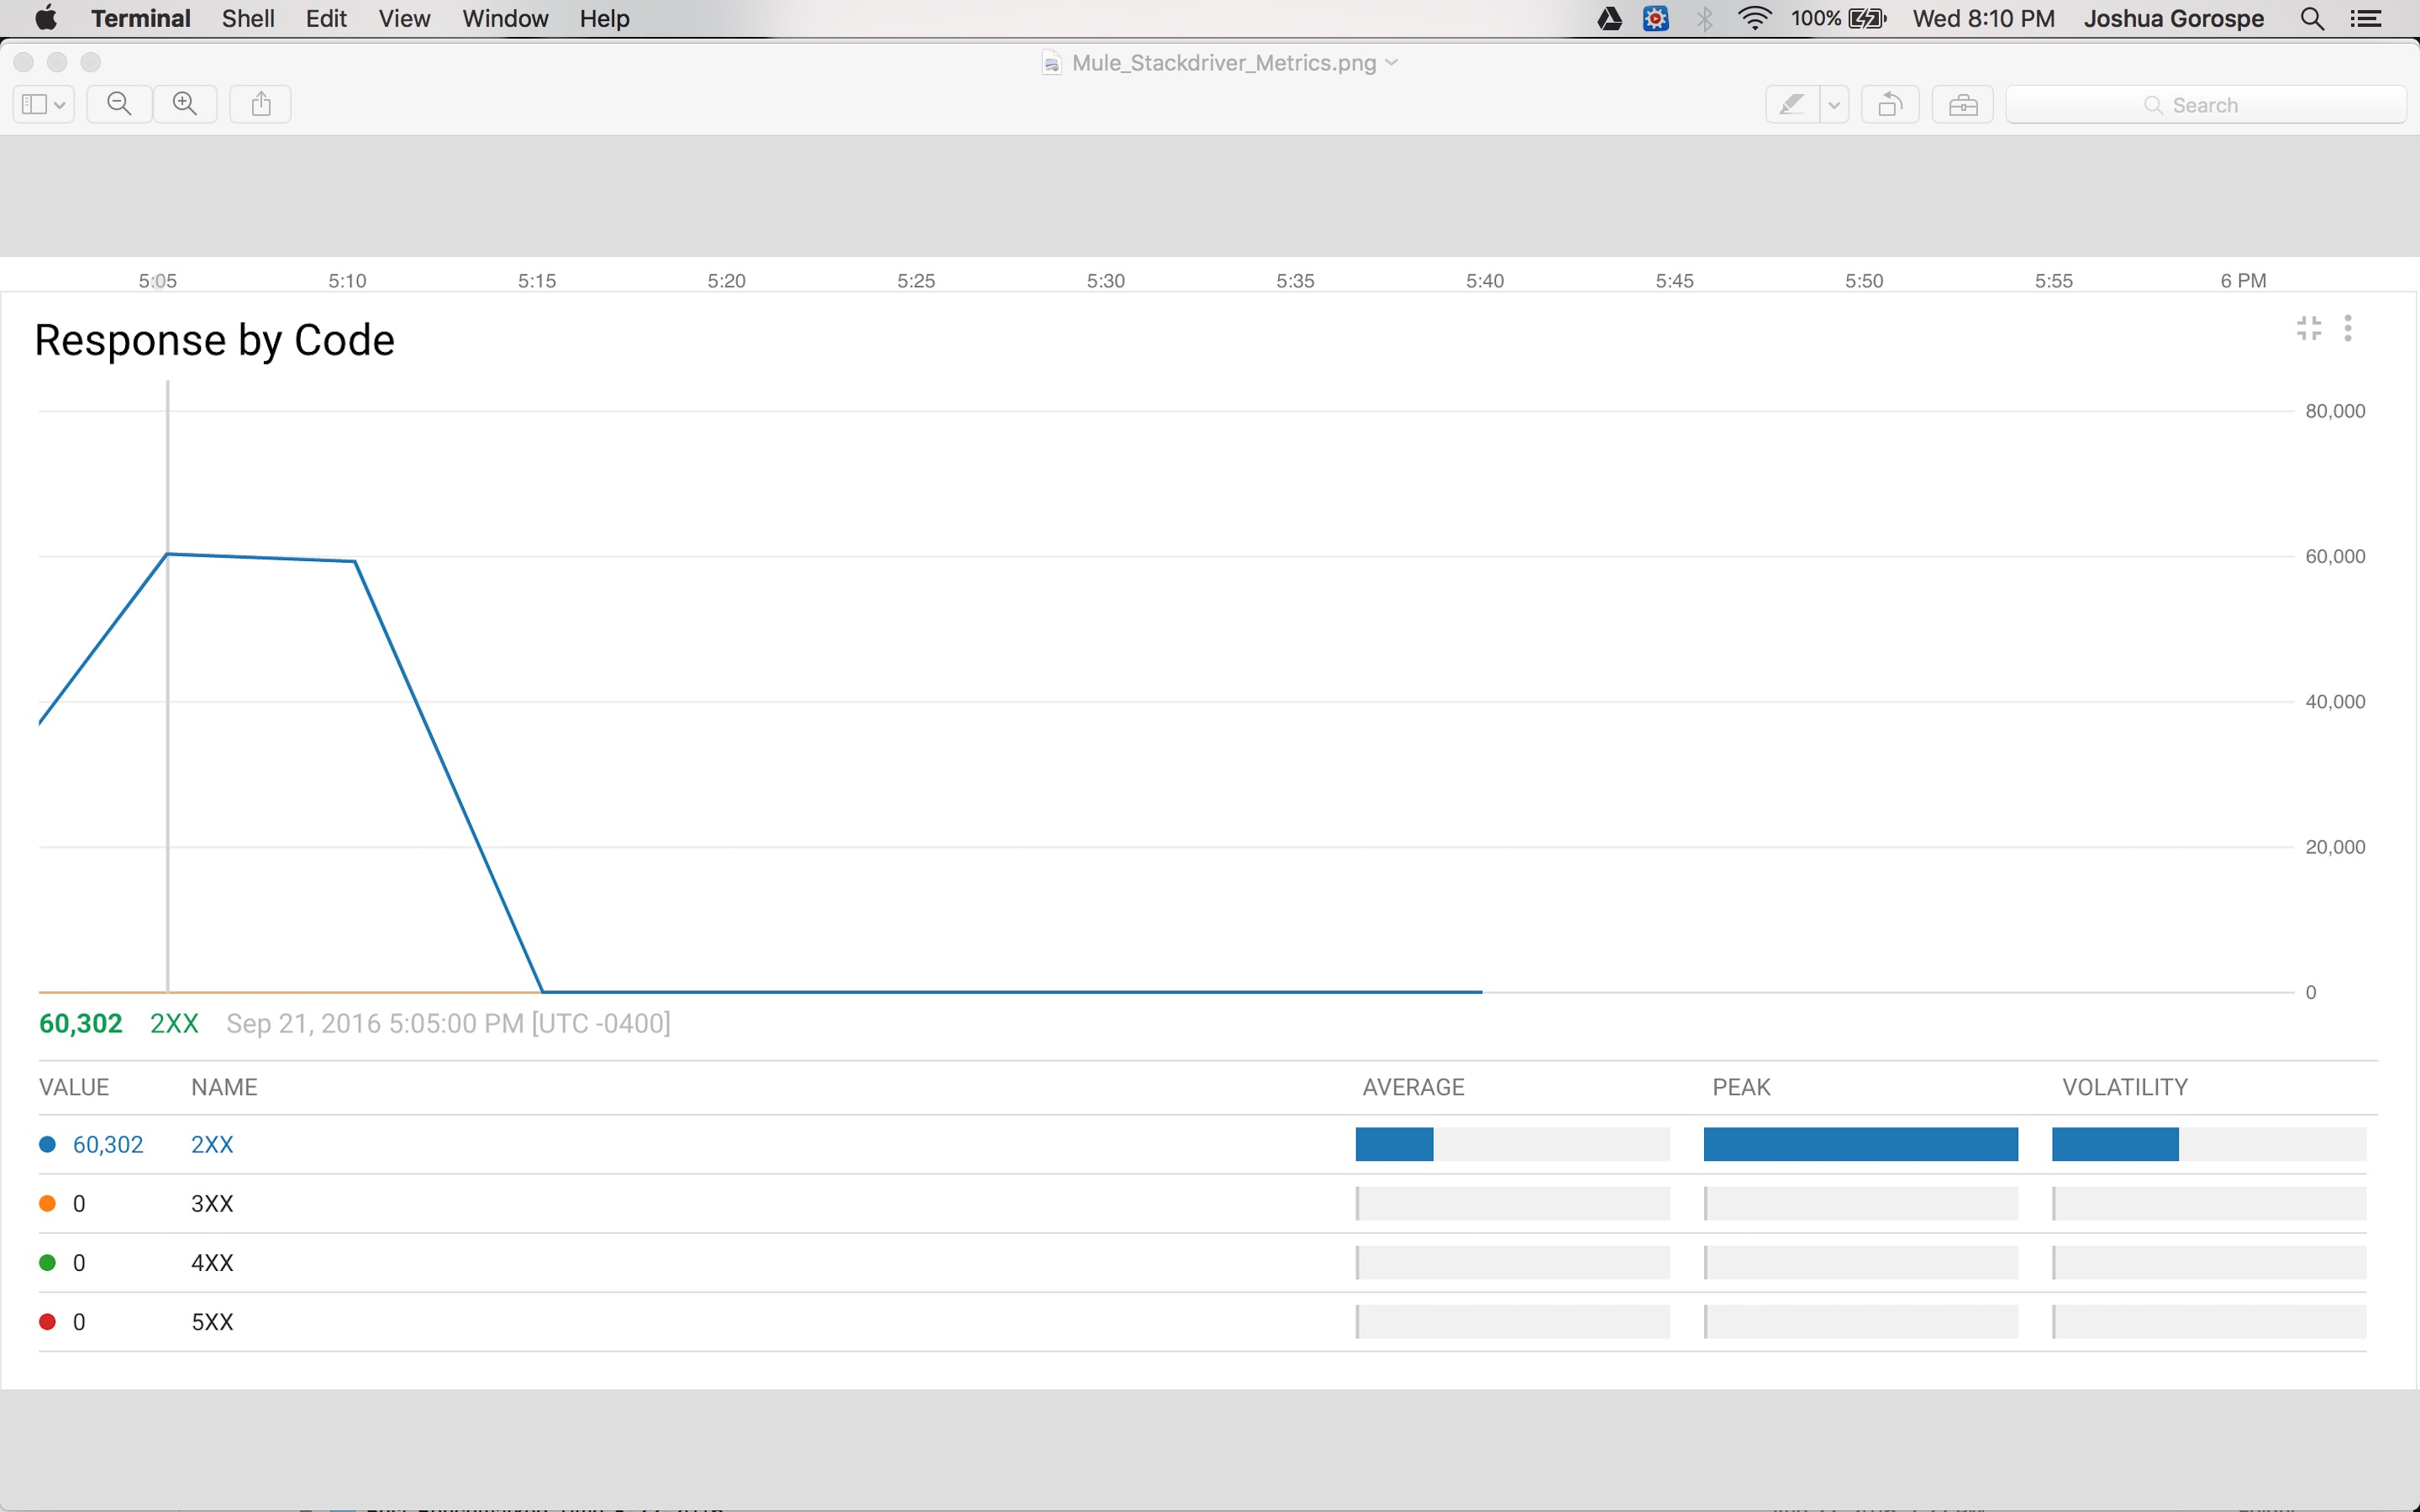 Terminal Shell Edit View Window Help 100% Wed 8:10 PM Joshua Gorospe
Mule_Stackdriver_Metrics.png
Search
5:05 5:10 5:15 5:20 5:25 5:30 5:35 5:40 5:45 5:50 5:55 6 PM
Response by Code
80,000
60,000
40,000
20,000
0
60,302 2XX Sep 21, 2016 5:05:00 PM [UTC -0400]
VALUE NAME AVERAGE PEAK VOLATILITY
60,302 2XX
0 3XX
0 4XX
0 5XX